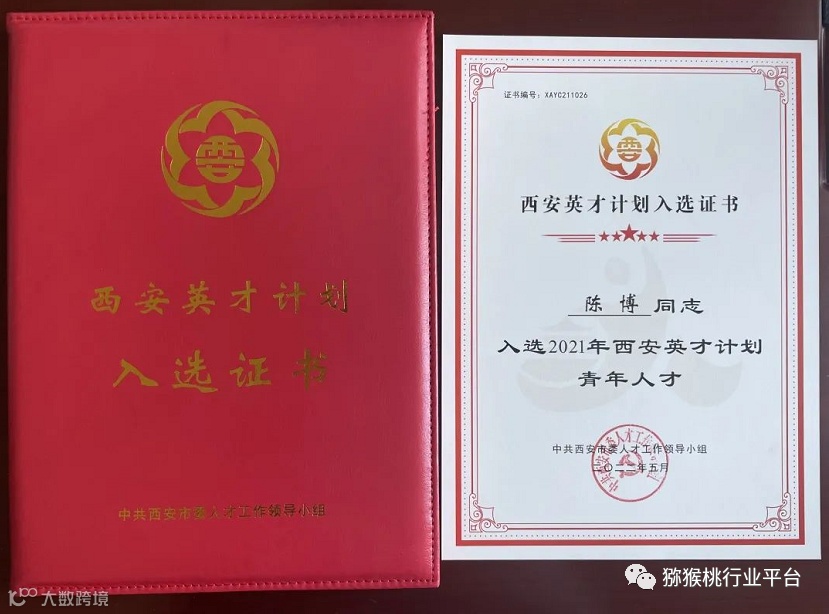 西安英才计划
入选证书
中共西安市委人才工作领导小组
证书编号：XAYC211026
西安英才计划入选证书
陈博同志
入选2021年西安英才计划
青年人才
中共西安市委人才工作领导小组
二〇二二年五月
猕猴桃行业平台
大数跨境